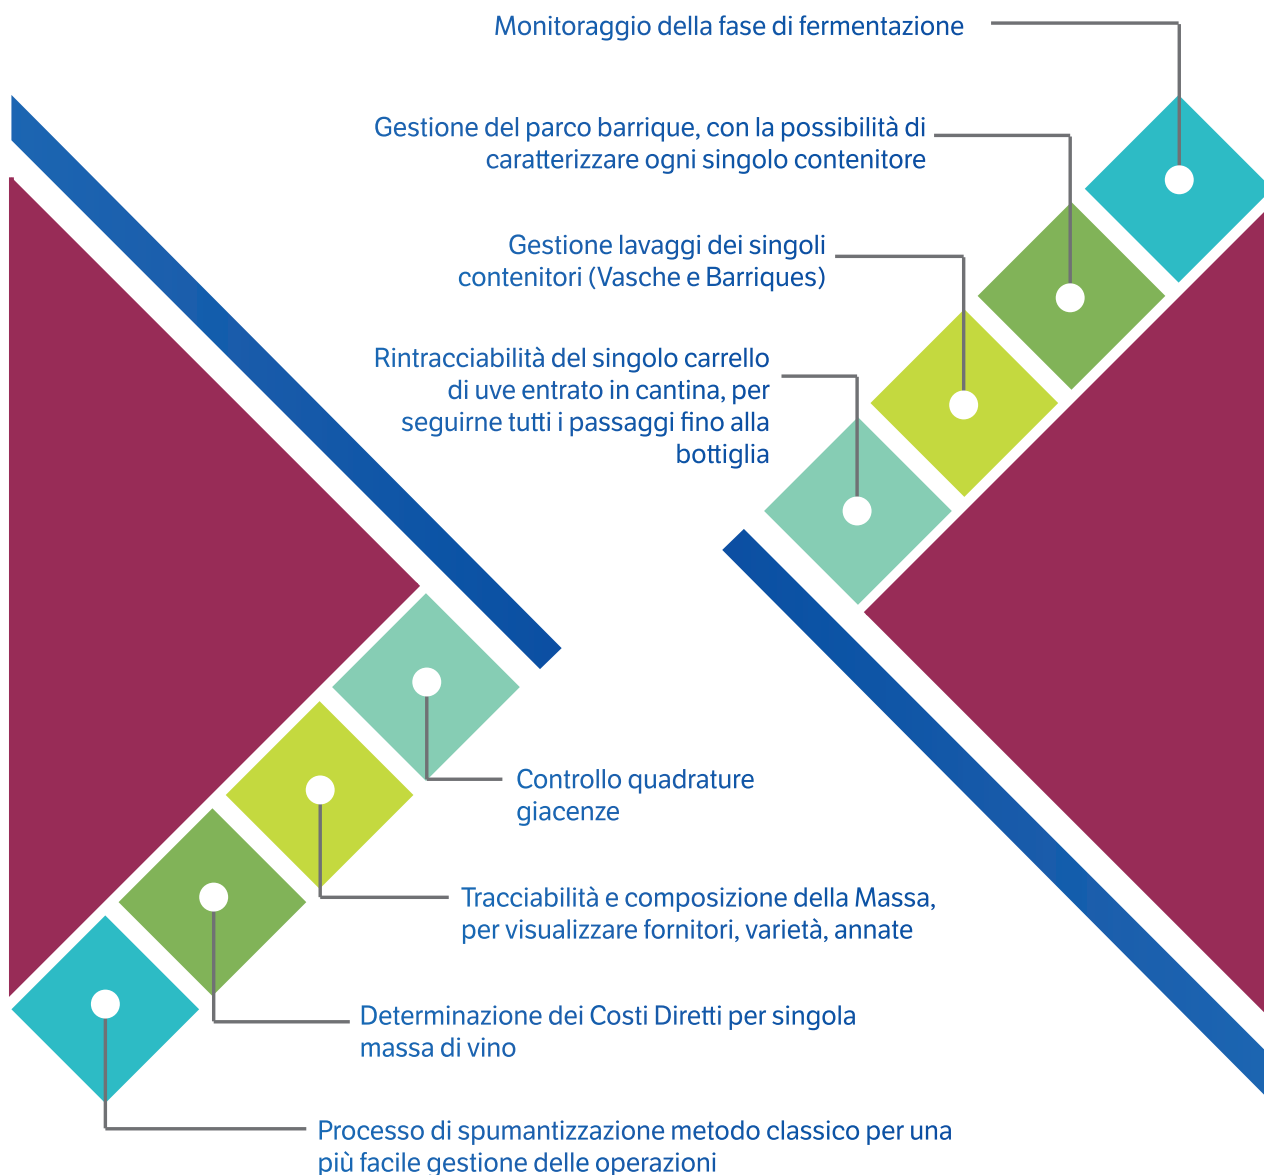 Monitoraggio della fase di fermentazione
Gestione del parco barrique, con la possibilità di
caratterizzare ogni singolo contenitore
Gestione lavaggi dei singoli
contenitori (Vasche e Barriques)
Rintracciabilità del singolo carrello
di uve entrato in cantina, per
seguirne tutti i passaggi fino alla
bottiglia
Controllo quadrature
giacenze
Tracciabilità e composizione della Massa,
per visualizzare fornitori, varietà, annate
Determinazione dei Costi Diretti per singola
massa di vino
Processo di spumantizzazione metodo classico per una
più facile gestione delle operazioni